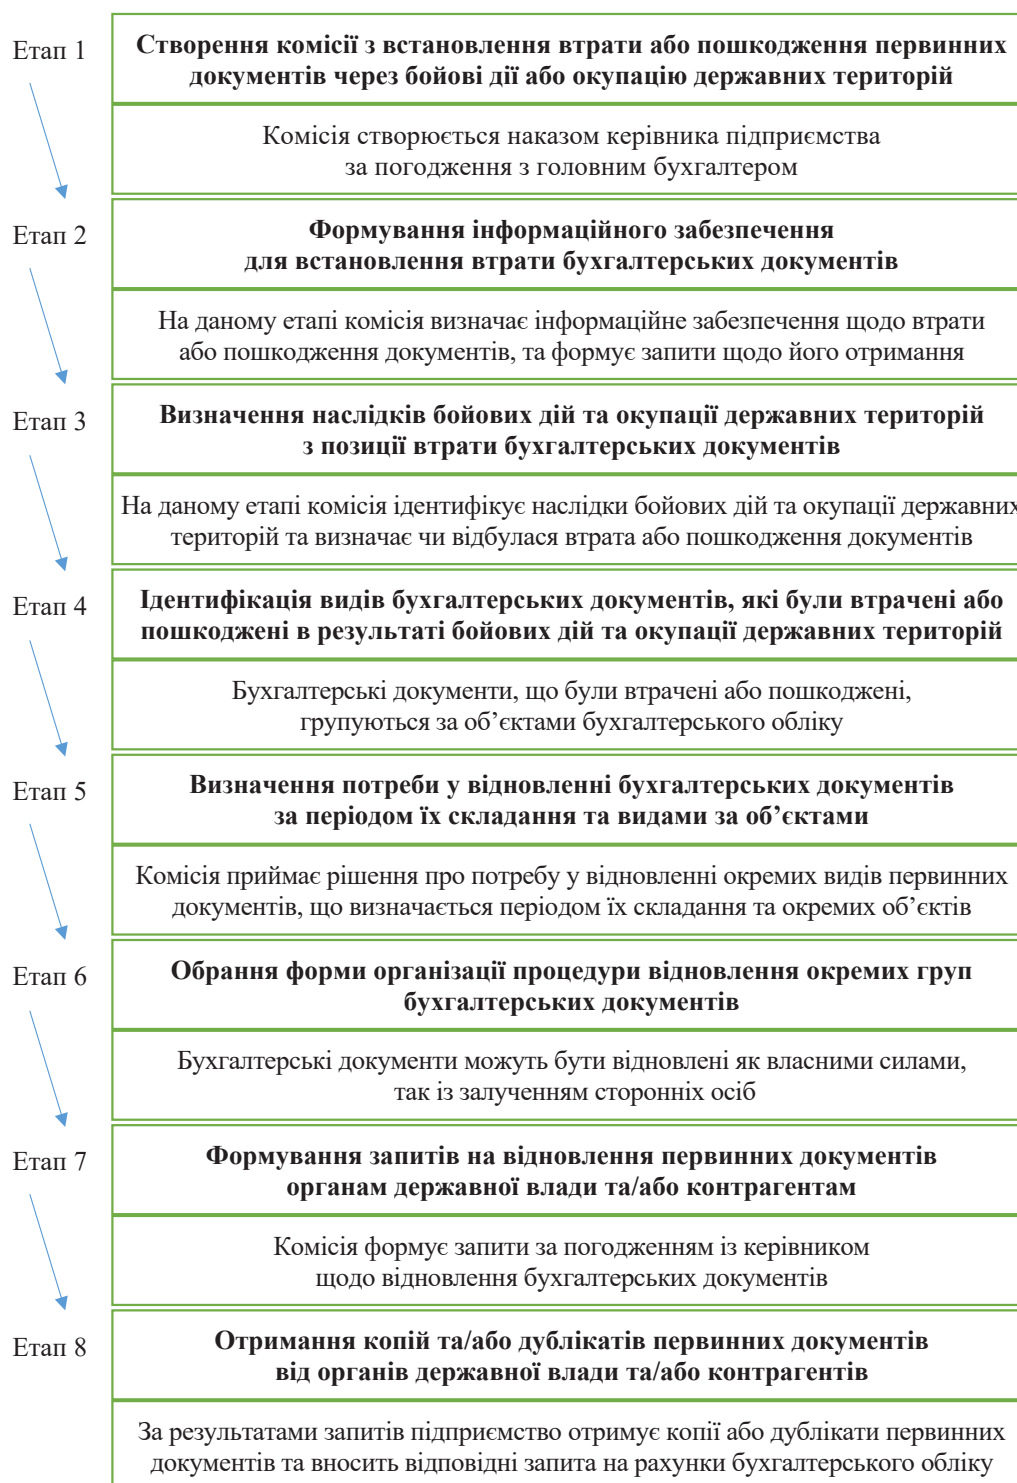 Етап 1
Створення комісії з встановлення втрати або пошкодження первинних
документів через бойові дії або окупацію державних територій
Комісія створюється наказом керівника підприємства
за погодження з головним бухгалтером
Етап 2
Формування інформаційного забезпечення
для встановлення втрати бухгалтерських документів
На даному етапі комісія визначає інформаційне забезпечення щодо втрати
або пошкодження документів, та формує запити щодо його отримання
Етап 3
Визначення наслідків бойових дій та окупації державних територій
з позиції втрати бухгалтерських документів
На даному етапі комісія ідентифікує наслідки бойових дій та окупації державних
територій та визначає чи відбулася втрата або пошкодження документів
Етап 4
Ідентифікація видів бухгалтерських документів, які були втрачені або
пошкоджені в результаті бойових дій та окупації державних територій
Бухгалтерські документи, що були втрачені або пошкоджені,
групуються за об’єктами бухгалтерського обліку
Етап 5
Визначення потреби у відновленні бухгалтерських документів
за періодом їх складання та видами за об’єктами
Комісія приймає рішення про потребу у відновленні окремих видів первинних
документів, що визначається періодом їх складання та окремих об’єктів
Етап 6
Обрання форми організації процедури відновлення окремих груп
бухгалтерських документів
Бухгалтерські документи можуть бути відновлені як власними силами,
так із залученням сторонніх осіб
Етап 7
Формування запитів на відновлення первинних документів
органам державної влади та/або контрагентам
Комісія формує запити за погодженням із керівником
щодо відновлення бухгалтерських документів
Етап 8
Отримання копій та/або дублікатів первинних документів
від органів державної влади та/або контрагентів
За результатами запитів підприємство отримує копії або дублікати первинних
документів та вносить відповідні запита на рахунки бухгалтерського обліку